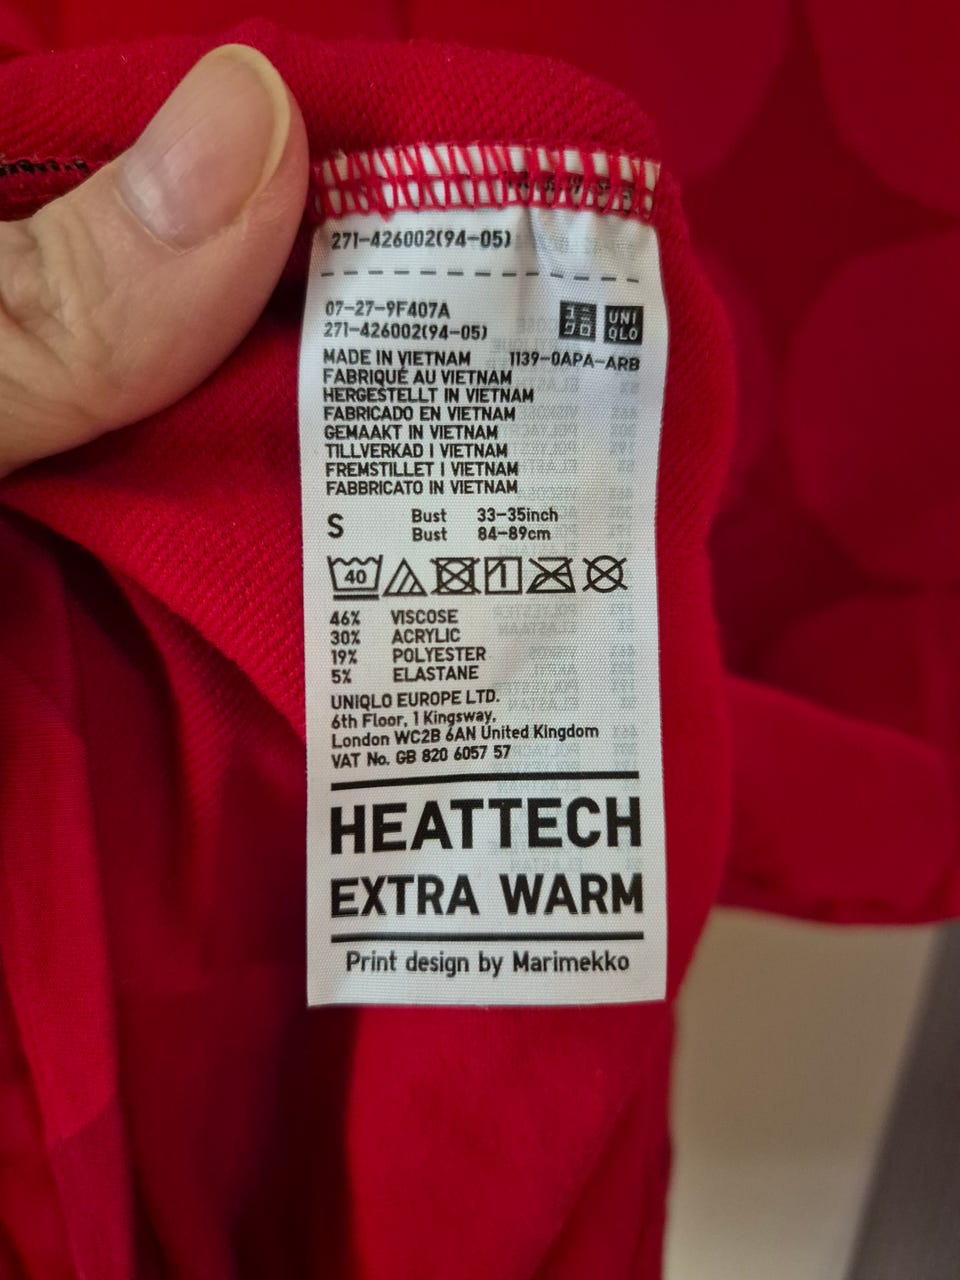 271-426002(94-05)
07-27-9F407A
271-426002(94-05)
UNI
QLO
MADE IN VIETNAM 1139-0APA-ARB
FABRIQUÉ AU VIETNAM
HERGESTELLT IN VIETNAM
FABRICADO EN VIETNAM
GEMAAKT IN VIETNAM
TILLVERKAD I VIETNAM
FREMSTILLET I VIETNAM
FABBRICATO IN VIETNAM
S Bust 33-35inch
Bust 84-89cm
40
46% VISCOSE
30% ACRYLIC
19% POLYESTER
5% ELASTANE
UNIQLO EUROPE LTD.
6th Floor, 1 Kingsway,
London WC2B 6AN United Kingdom
VAT No. GB 820 6057 57
HEATTECH
EXTRA WARM
Print design by Marimekko